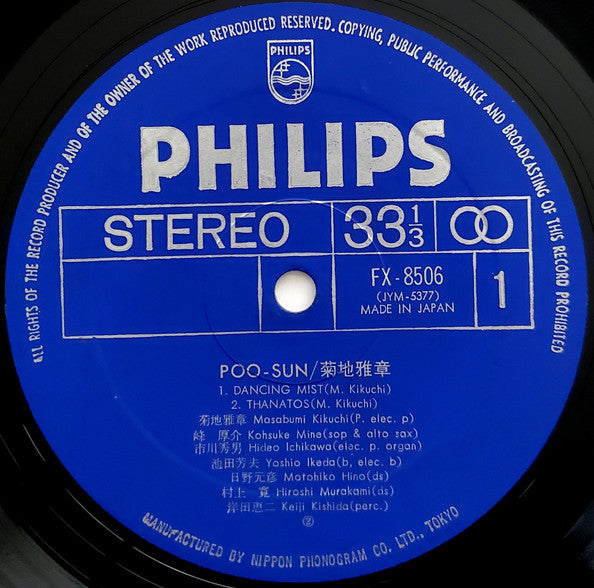 ALL RIGHTS OF THE RECORD PRODUCER AND OF THE OWNER OF THE WORK REPRODUCED RESERVED. COPYING, PUBLIC PERFORMANCE AND BROADCASTING OF THIS RECORD PROHIBITED
PHILIPS
PHILIPS
STEREO
33 1/3
FX-8506
(JYM-5377)
MADE IN JAPAN
1
POO-SUN/菊地雅章
1. DANCING MIST(M. Kikuchi)
2. THANATOS(M. Kikuchi)
菊地雅章 Masabumi Kikuchi(P. elec. p)
峰 厚介 Kohsuke Mine(sop & alto sax)
市川秀男 Hideo Ichikawa(elec. p. organ)
池田芳夫 Yoshio Ikeda(b, elec. b)
日野元彦 Motohiko Hino(ds)
村上 寛 Hiroshi Murakami(ds)
岸田恵二 Keiji Kishida(perc.)
②
MANUFACTURED BY NIPPON PHONOGRAM CO. LTD., TOKYO